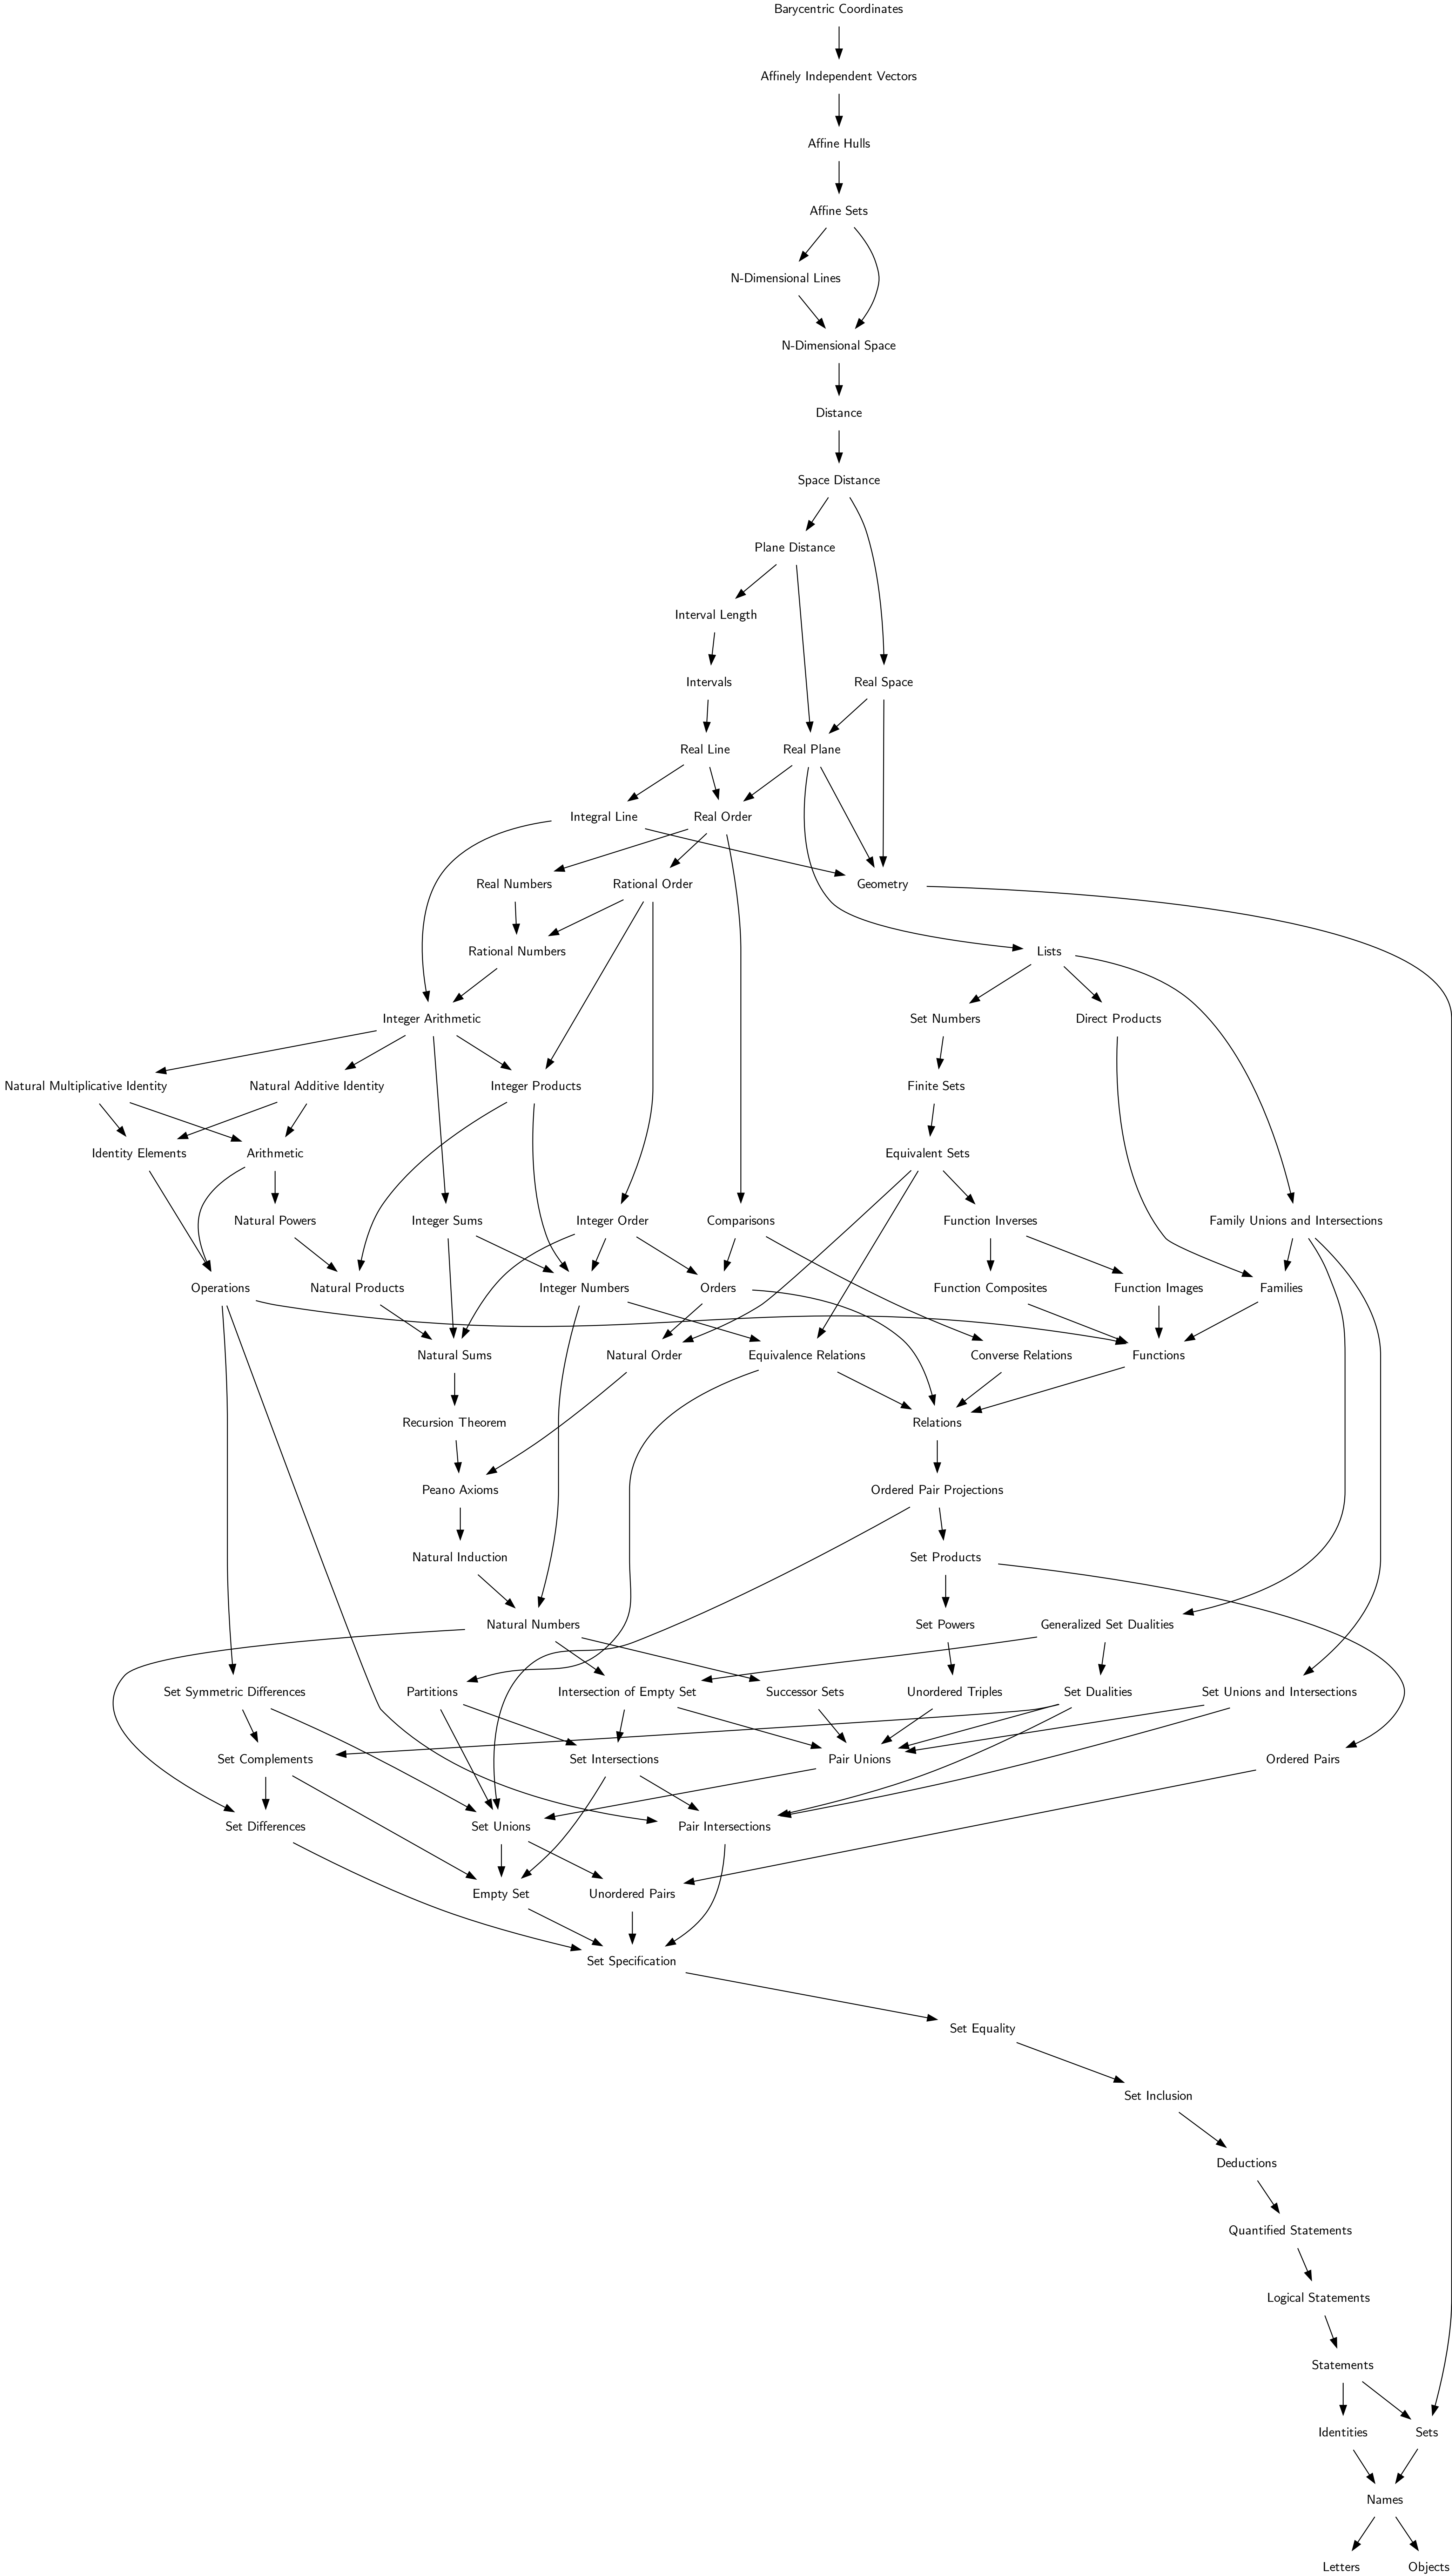 Barycentric Coordinates
Affinely Independent Vectors
Affine Hulls
Affine Sets
N-Dimensional Lines
N-Dimensional Space
Distance
Space Distance
Plane Distance
Interval Length
Intervals
Real Space
Real Line
Real Plane
Integral Line
Real Order
Real Numbers
Rational Order
Geometry
Rational Numbers
Lists
Integer Arithmetic
Set Numbers
Direct Products
Natural Multiplicative Identity
Natural Additive Identity
Integer Products
Finite Sets
Identity Elements
Arithmetic
Equivalent Sets
Natural Powers
Integer Sums
Integer Order
Comparisons
Function Inverses
Family Unions and Intersections
Operations
Natural Products
Integer Numbers
Orders
Function Composites
Function Images
Families
Natural Sums
Natural Order
Equivalence Relations
Converse Relations
Functions
Recursion Theorem
Relations
Peano Axioms
Ordered Pair Projections
Natural Induction
Set Products
Natural Numbers
Set Powers
Generalized Set Dualities
Set Symmetric Differences
Partitions
Intersection of Empty Set
Successor Sets
Unordered Triples
Set Dualities
Set Unions and Intersections
Set Complements
Set Intersections
Pair Unions
Ordered Pairs
Set Differences
Set Unions
Pair Intersections
Empty Set
Unordered Pairs
Set Specification
Set Equality
Set Inclusion
Deductions
Quantified Statements
Logical Statements
Statements
Identities
Sets
Names
Letters
Objects